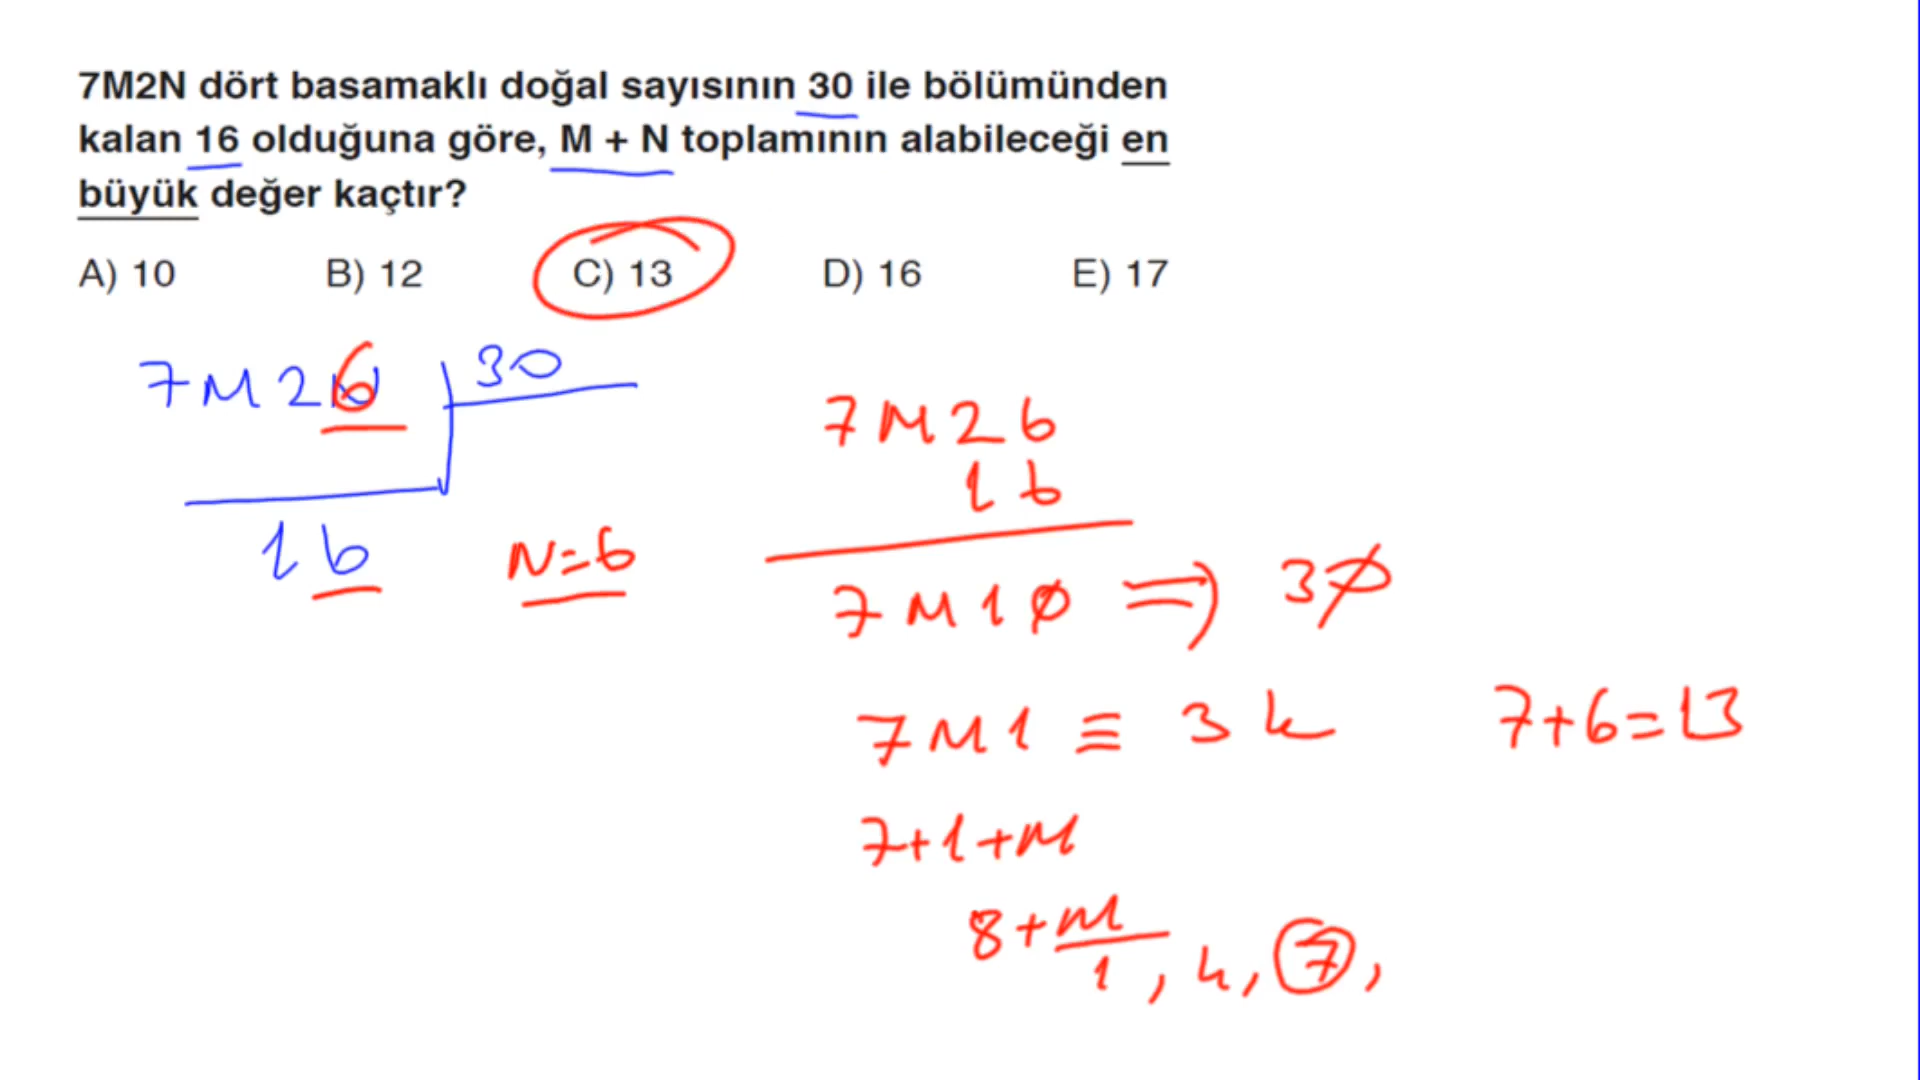 7M2N dört basamaklı doğal sayısının 30 ile bölümünden
kalan 16 olduğuna göre, M + N toplamının alabileceği en
büyük değer kaçtır?
A) 10 B) 12 C) 13 D) 16 E) 17
7M26 30
16
N=6
7M26
16
7M10 ⇒ 30
7M1 ≡ 3k
7+6=13
7+1+M
8+M
1, 4, 7,